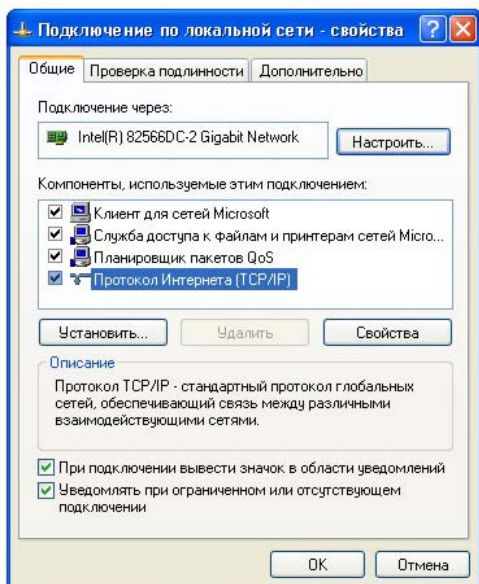 Подключение по локальной сети - свойства
Общие
Проверка подлинности
Дополнительно
Подключение через:
Intel(R) 82566DC-2 Gigabit Network
Настроить...
Компоненты, используемые этим подключением:
Клиент для сетей Microsoft
Служба доступа к файлам и принтерам сетей Micro...
Планировщик пакетов QoS
Протокол Интернета (TCP/IP)
Установить...
Удалить
Свойства
Описание
Протокол TCP/IP - стандартный протокол глобальных
сетей, обеспечивающий связь между различными
взаимодействующими сетями.
При подключении вывести значок в области уведомлений
Уведомлять при ограниченном или отсутствующем
подключении
OK
Отмена